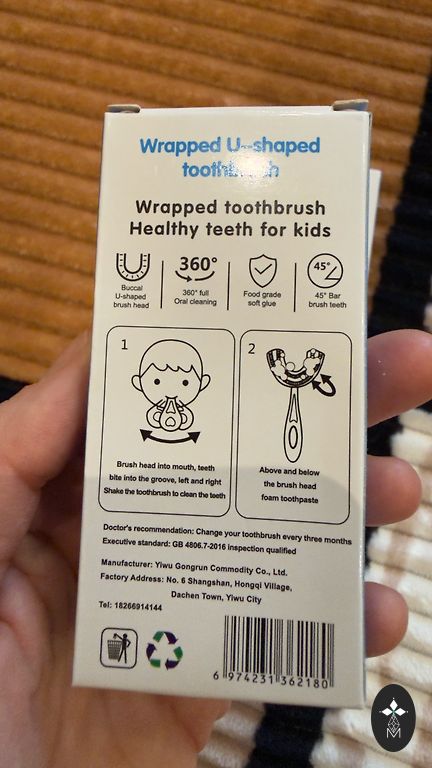 Wrapped U-shaped
toothbrush
Wrapped toothbrush
Healthy teeth for kids
360°
45°
Buccal
U-shaped
brush head
360° full
Oral cleaning
Food grade
soft glue
45° Bar
brush teeth
1
Brush head into mouth, teeth
bite into the groove, left and right
Shake the toothbrush to clean the teeth
2
Above and below
the brush head
foam toothpaste
Doctor's recommendation: Change your toothbrush every three months
Executive standard: GB 4806.7-2016 inspection qualified
Manufacturer: Yiwu Gongrun Commodity Co., Ltd.
Factory Address: No. 6 Shangshan, Hongqi Village,
Dachen Town, Yiwu City
Tel: 18266914144
6 974231 362180
M